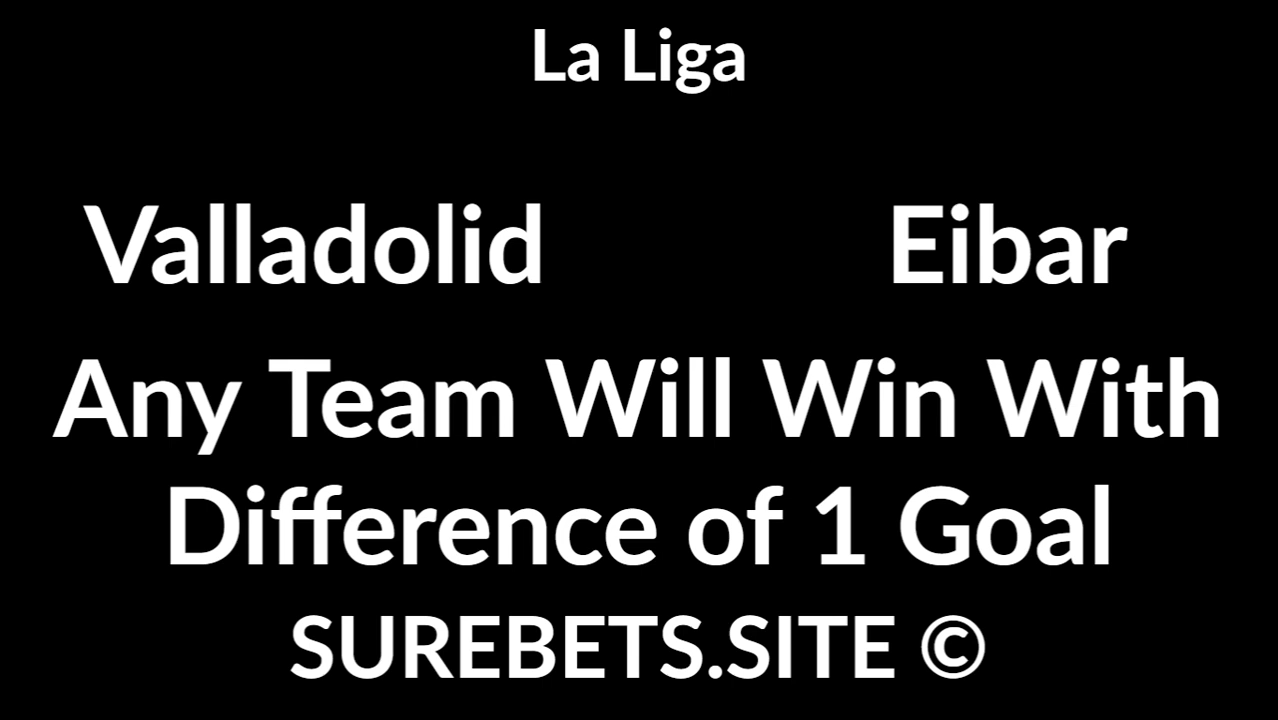 La Liga
Valladolid Eibar
Any Team Will Win With
Difference of 1 Goal
SUREBETS.SITE ©